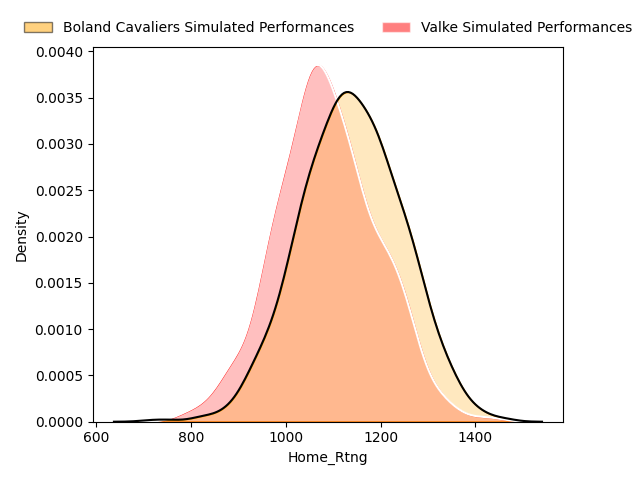 Boland Cavaliers Simulated Performances Valke Simulated Performances
0.0040
0.0035
0.0030
0.0025
0.0020
0.0015
0.0010
0.0005
0.0000
Density
600 800 1000 1200 1400
Home_Rtng